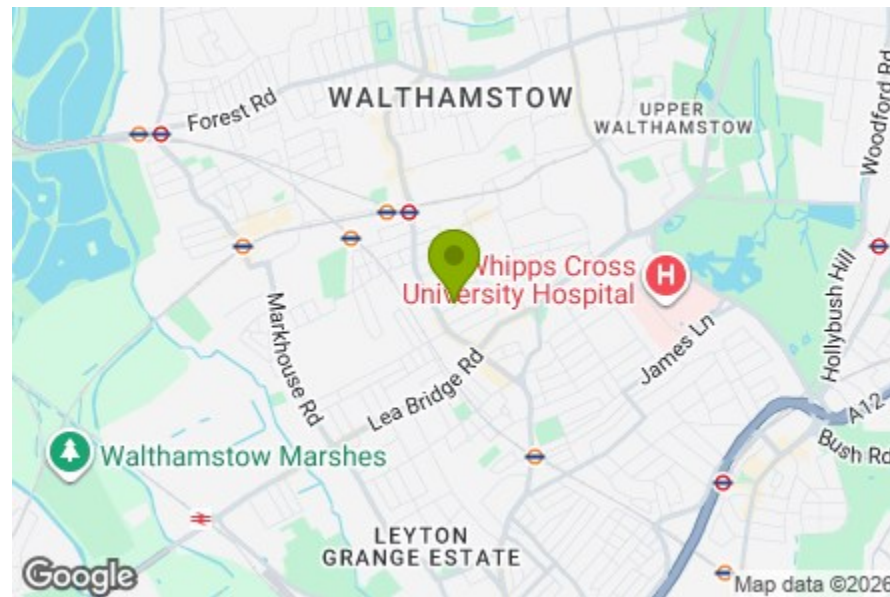 WALTHAMSTOW
Forest Rd
UPPER
WALTHAMSTOW
Woodford Rd
Whipps Cross
University Hospital
H
Hollybush Hill
Markhouse Rd
James Ln
Lea Bridge Rd
A12
Bush Rd
Walthamstow Marshes
LEYTON
GRANGE ESTATE
Google
Map data ©2026